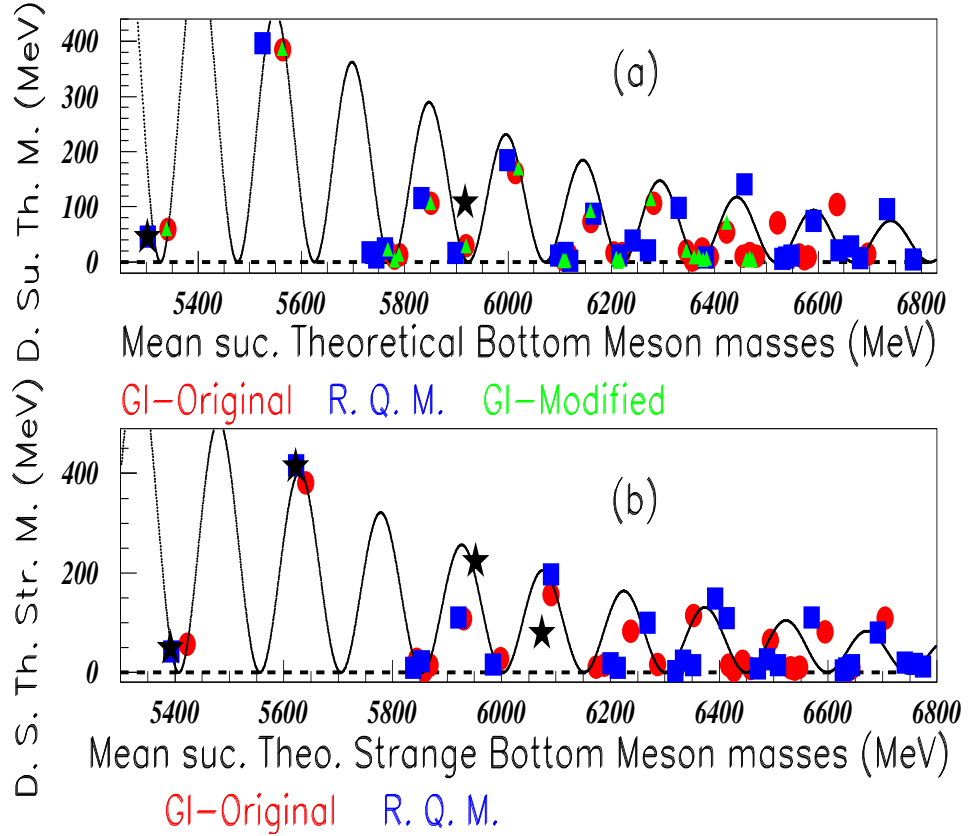 D. Su. Th. M. (MeV)
400
300
200
100
0
(a)
5400 5600 5800 6000 6200 6400 6600 6800
Mean suc. Theoretical Bottom Meson masses (MeV)
GI-Original R. Q. M. GI-Modified
D. S. Th. Str. M. (MeV)
400
200
0
(b)
5400 5600 5800 6000 6200 6400 6600 6800
Mean suc. Theo. Strange Bottom Meson masses (MeV)
GI-Original R. Q. M.